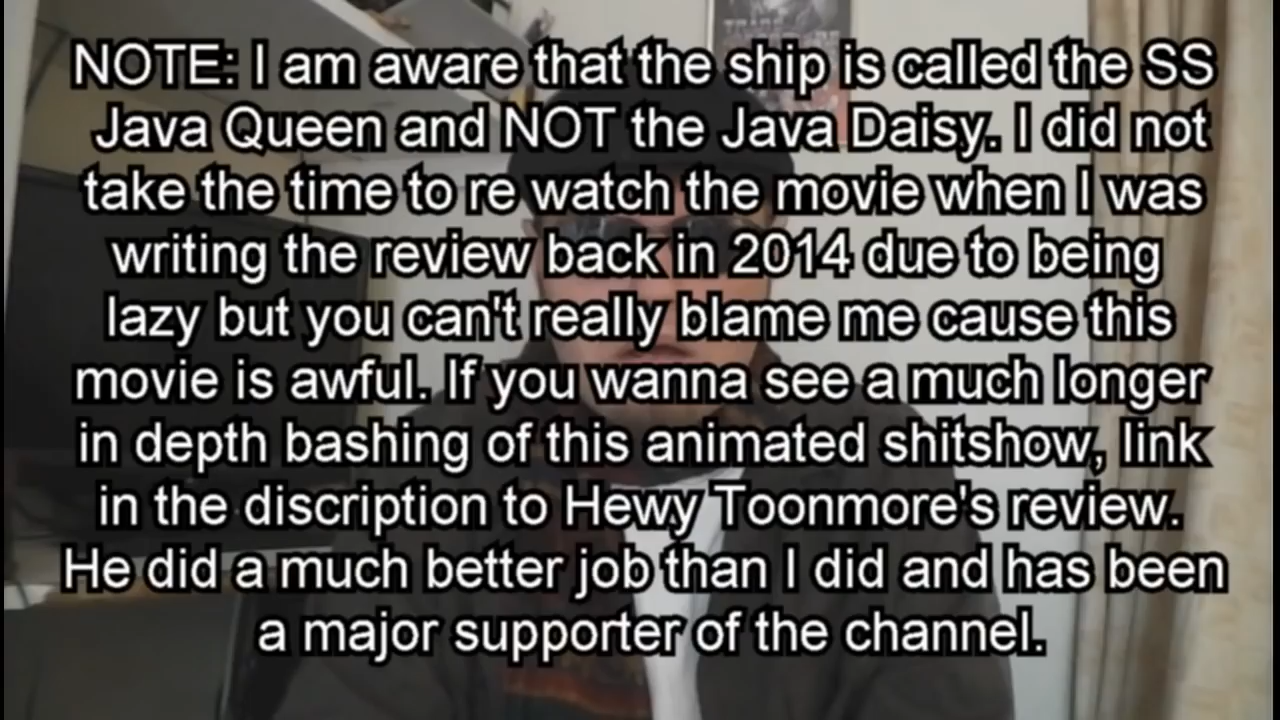 NOTE: I am aware that the ship is called the SS
Java Queen and NOT the Java Daisy. I did not
take the time to re watch the movie when I was
writing the review back in 2014 due to being
lazy but you can't really blame me cause this
movie is awful. If you wanna see a much longer
in depth bashing of this animated shitshow, link
in the discription to Hewy Toonmore's review.
He did a much better job than I did and has been
a major supporter of the channel.